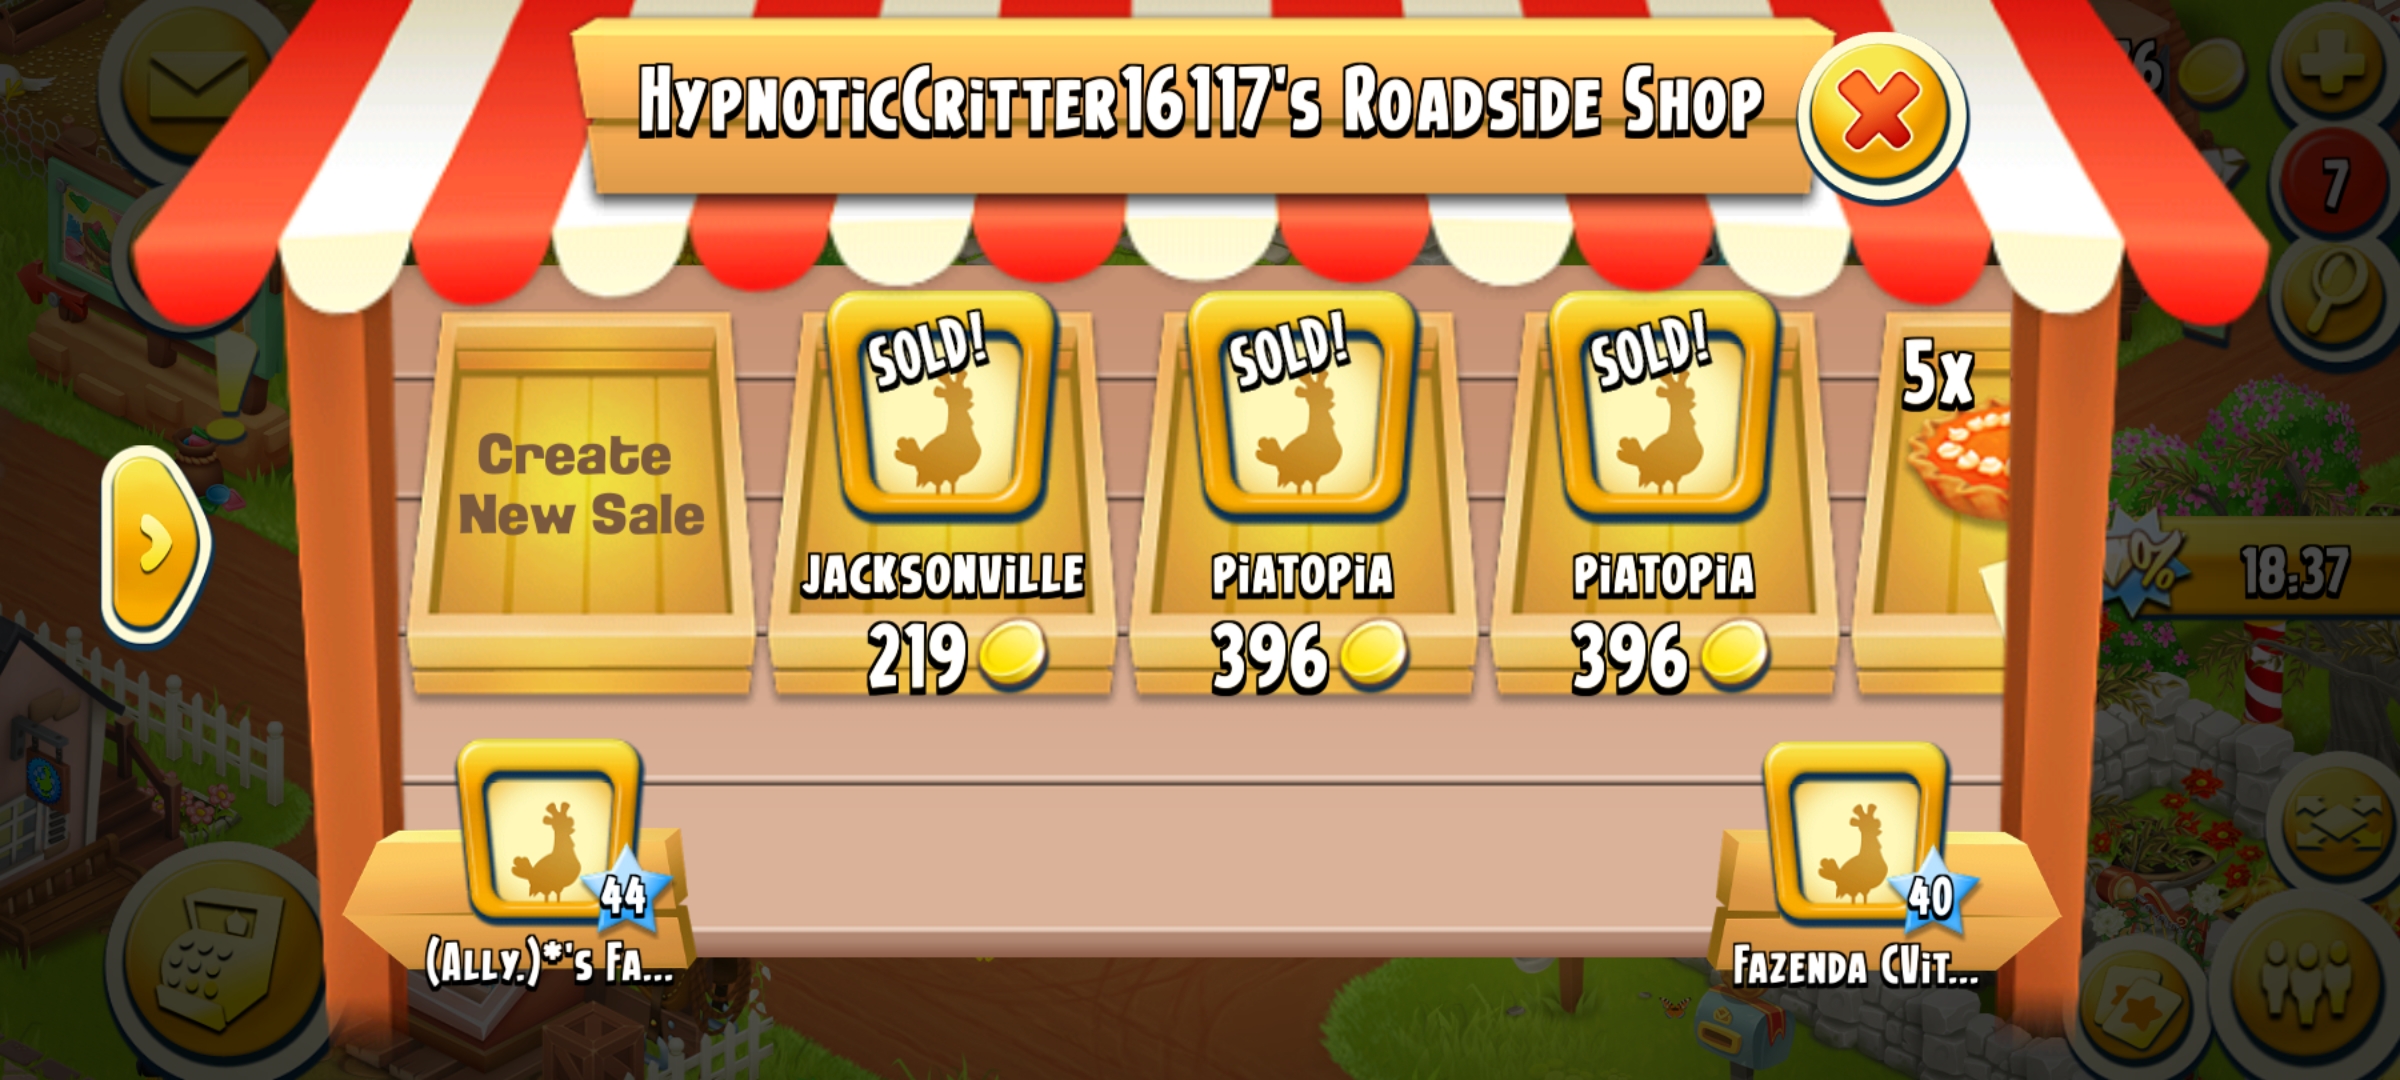 HypnoticCritter16117's Roadside Shop
7
Create
New Sale
SOLD!
JACKSONVILLE
219
SOLD!
PIATOPIA
396
SOLD!
PIATOPIA
396
5x
18:37
44
(Ally.)*'s Fa...
40
Fazenda CVit...